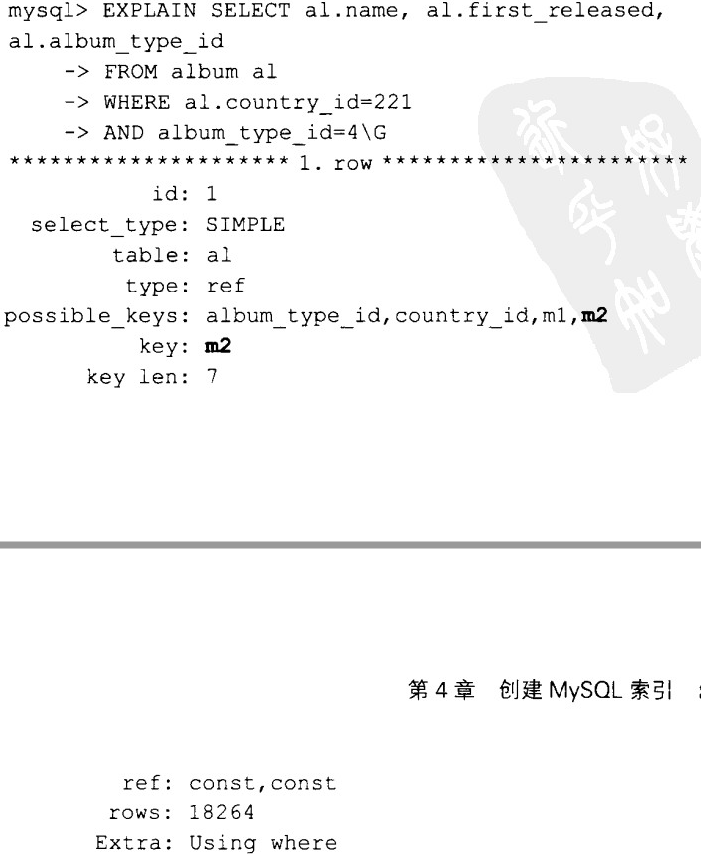 mysql> EXPLAIN SELECT al.name, al.first_released,
al.album_type_id
-> FROM album al
-> WHERE al.country_id=221
-> AND album_type_id=4\G
********************* 1. row ***********************
id: 1
select_type: SIMPLE
table: al
type: ref
possible_keys: album_type_id,country_id,m1,m2
key: m2
key len: 7
第 4 章 创建 MySQL 索引
ref: const,const
rows: 18264
Extra: Using where